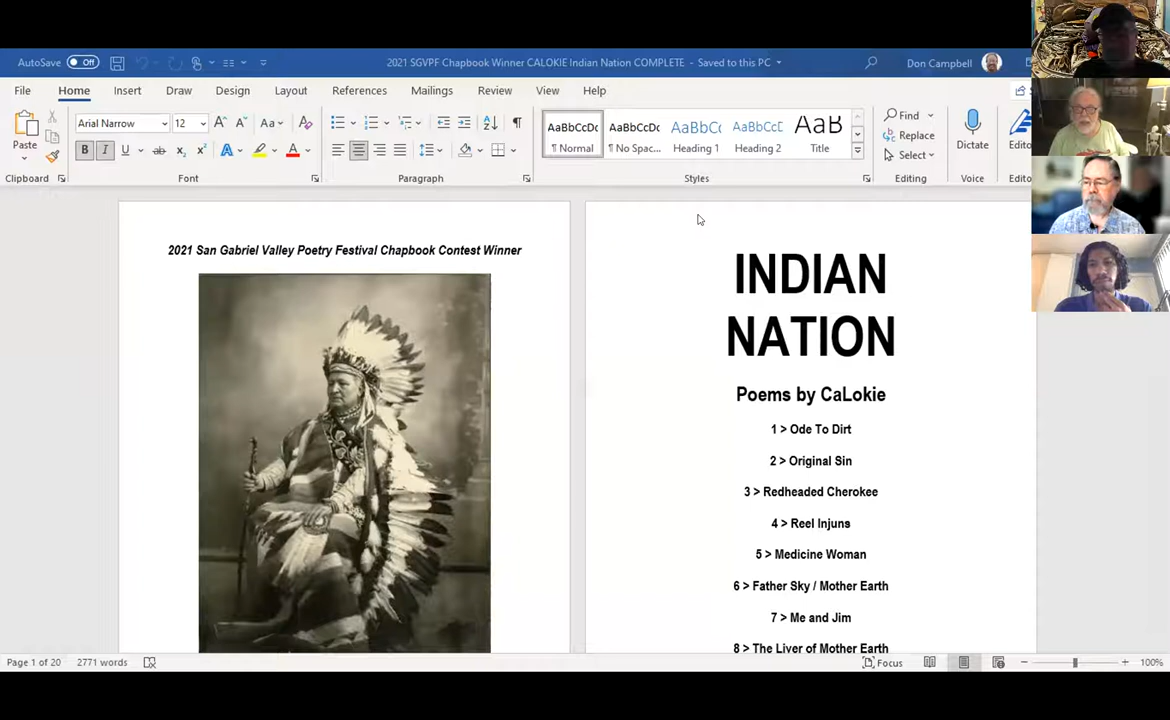 AutoSave Off
2021 SGVPF Chapbook Winner CALOKIE Indian Nation COMPLETE - Saved to this PC
Don Campbell
File Home Insert Draw Design Layout References Mailings Review View Help
Paste
Clipboard
Arial Narrow 12
Font
Paragraph
AaBbCcDc AaBbCcDc AaBbCc AaBbCcD AaB
¶ Normal ¶ No Spac... Heading 1 Heading 2 Title
Styles
Find
Replace
Select
Editing
Dictate
Voice
Edito
Edito
2021 San Gabriel Valley Poetry Festival Chapbook Contest Winner
INDIAN
NATION
Poems by CaLokie
1 > Ode To Dirt
2 > Original Sin
3 > Redheaded Cherokee
4 > Reel Injuns
5 > Medicine Woman
6 > Father Sky / Mother Earth
7 > Me and Jim
8 > The Liver of Mother Earth
Page 1 of 20 2771 words
Focus
100%